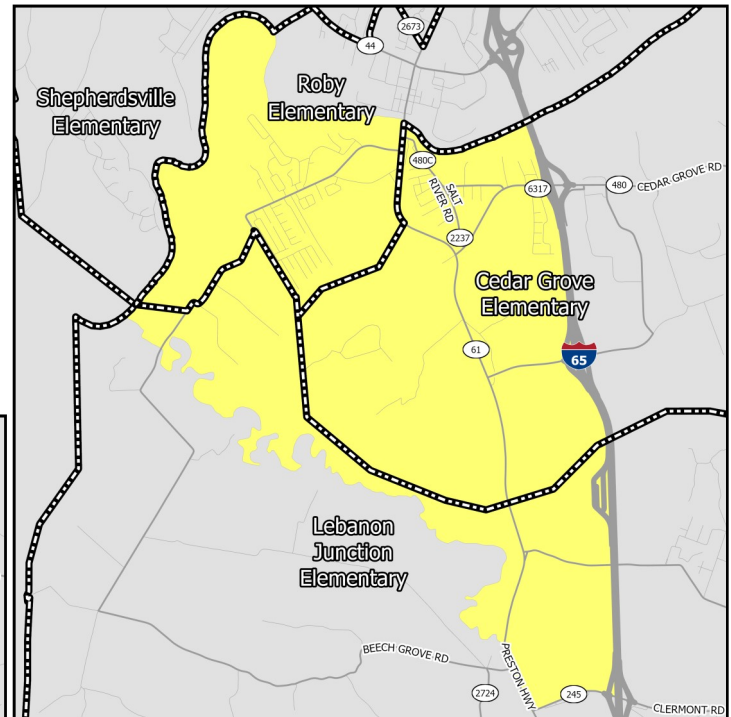 2673
44
Shepherdsville
Elementary
Roby
Elementary
480C
SALT
RIVER RD
6317
480
CEDAR GROVE RD
2237
Cedar Grove
Elementary
61
65
Lebanon
Junction
Elementary
BEECH GROVE RD
PRESTON HWY
2724
245
CLERMONT RD